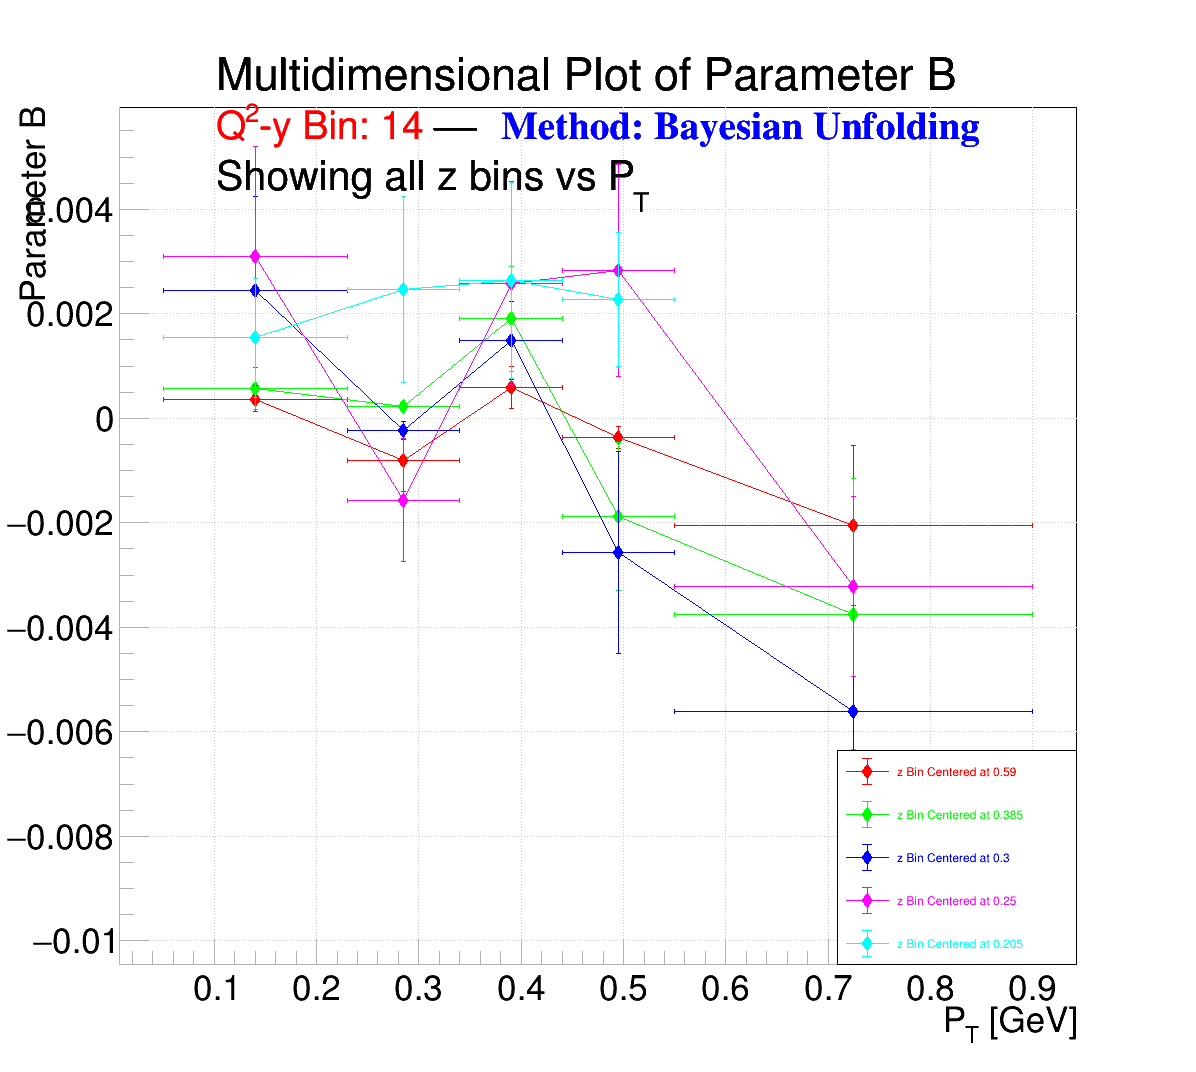 Multidimensional Plot of Parameter B
Q²-y Bin: 14 — Method: Bayesian Unfolding
Showing all z bins vs P_T
Parameter B
0.004
0.002
0
−0.002
−0.004
−0.006
−0.008
−0.01
z Bin Centered at 0.59
z Bin Centered at 0.385
z Bin Centered at 0.3
z Bin Centered at 0.25
z Bin Centered at 0.205
0.1 0.2 0.3 0.4 0.5 0.6 0.7 0.8 0.9
P_T [GeV]